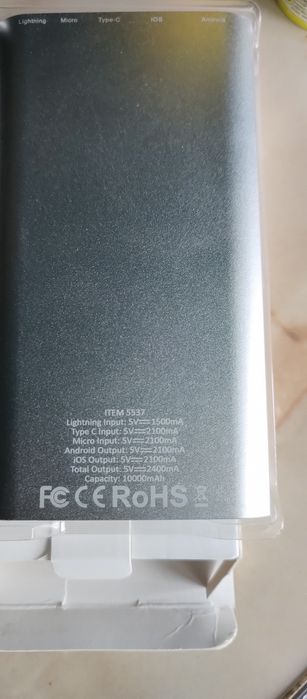 Lightning Micro Type-C iOS Android
ITEM 5537
Lightning Input: 5V⎓1500mA
Type C Input: 5V⎓2100mA
Micro Input: 5V⎓2100mA
Android Output: 5V⎓2100mA
iOS Output: 5V⎓2100mA
Total Output: 5V⎓2400mA
Capacity: 10000mAh
FC CE RoHS